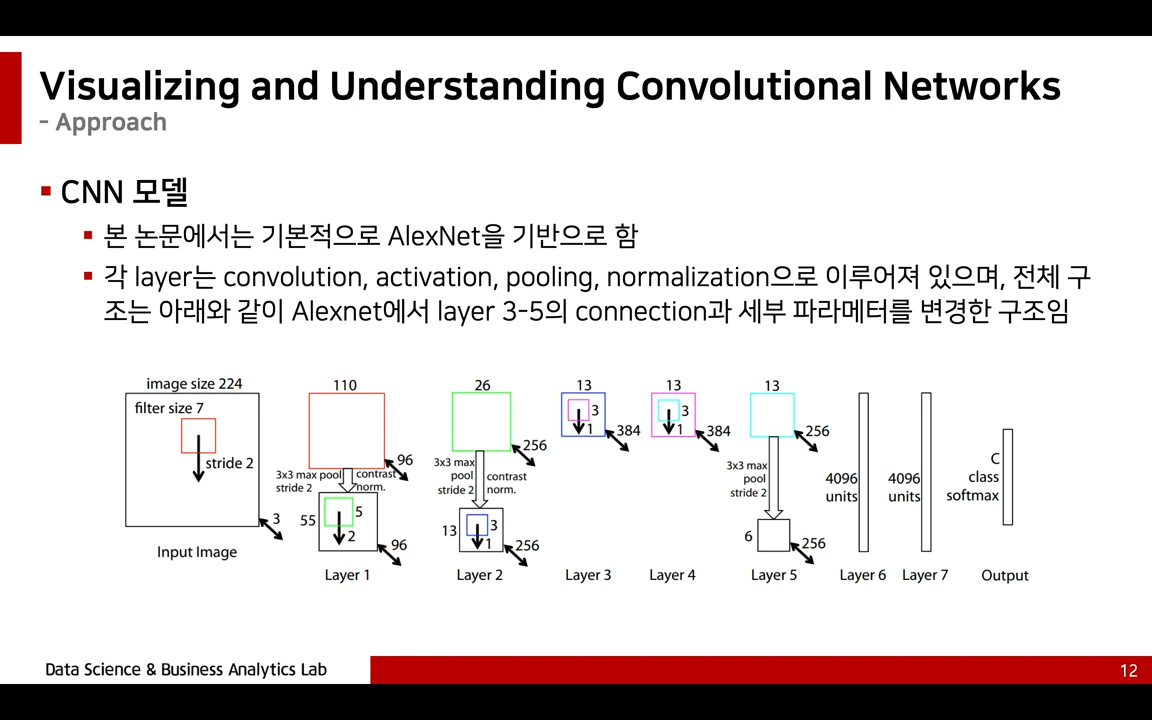 Visualizing and Understanding Convolutional Networks
- Approach
CNN 모델
본 논문에서는 기본적으로 AlexNet을 기반으로 함
각 layer는 convolution, activation, pooling, normalization으로 이루어져 있으며, 전체 구
조는 아래와 같이 Alexnet에서 layer 3-5의 connection과 세부 파라메터를 변경한 구조임
image size 224
filter size 7
stride 2
3
Input Image
110
96
3x3 max pool
stride 2
contrast
norm.
55
5
2
96
Layer 1
26
256
3x3 max
pool
stride 2
contrast
norm.
13
3
1
256
Layer 2
13
3
1
384
Layer 3
13
3
1
384
Layer 4
13
256
3x3 max
pool
stride 2
6
256
Layer 5
4096
units
Layer 6
4096
units
Layer 7
C
class
softmax
Output
Data Science & Business Analytics Lab
12